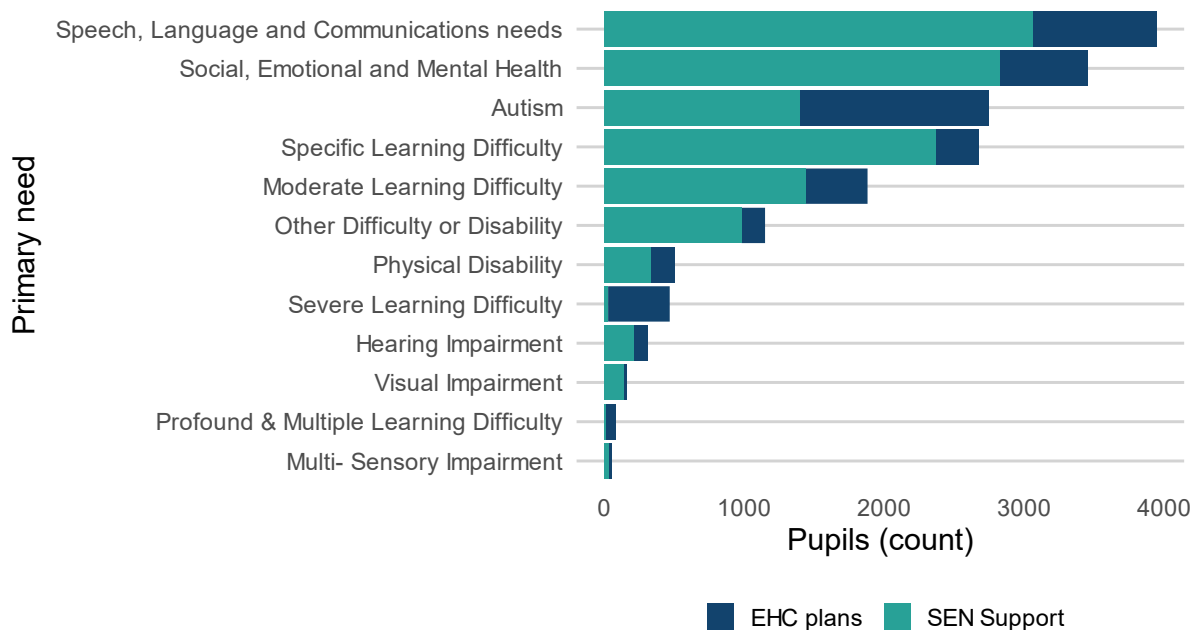 Speech, Language and Communications needs
Social, Emotional and Mental Health
Autism
Specific Learning Difficulty
Moderate Learning Difficulty
Other Difficulty or Disability
Physical Disability
Severe Learning Difficulty
Hearing Impairment
Visual Impairment
Profound & Multiple Learning Difficulty
Multi- Sensory Impairment
Primary need
0 1000 2000 3000 4000
Pupils (count)
EHC plans SEN Support